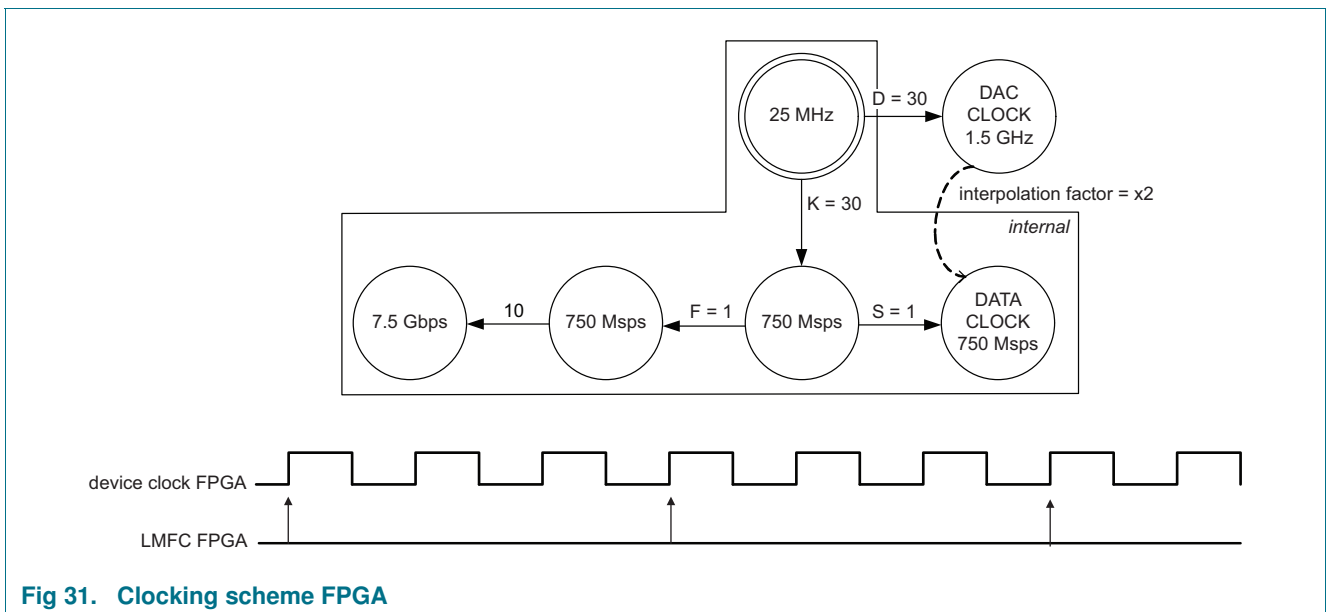 25 MHz
D = 30
DAC
CLOCK
1.5 GHz
K = 30
interpolation factor = x2
internal
7.5 Gbps
10
750 Msps
F = 1
750 Msps
S = 1
DATA
CLOCK
750 Msps
device clock FPGA
LMFC FPGA
Fig 31. Clocking scheme FPGA